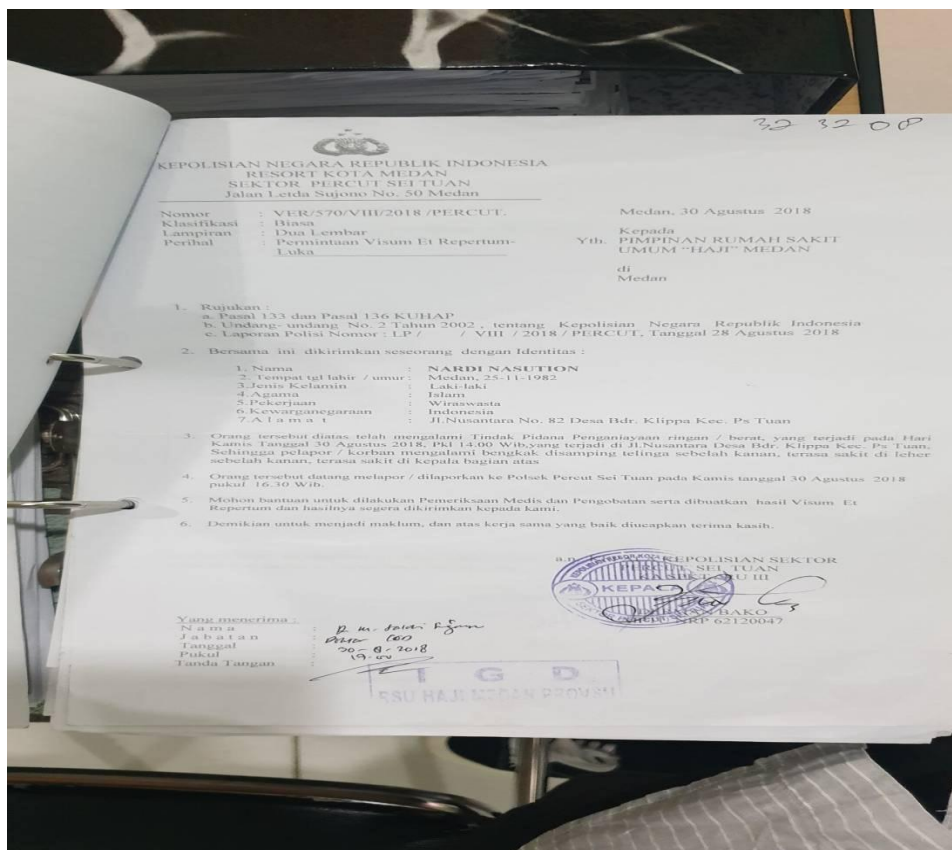 32 32 08
KEPOLISIAN NEGARA REPUBLIK INDONESIA
RESORT KOTA MEDAN
SEKTOR PERCUT SEI TUAN
Jalan Letda Sujono No. 50 Medan
Nomor : VER/570/VIII/2018 /PERCUT. Medan, 30 Agustus 2018
Klasifikasi : Biasa
Lampiran : Dua Lembar Kepada
Perihal : Permintaan Visum Et Repertum- Yth. PIMPINAN RUMAH SAKIT
Luka UMUM “HAJI” MEDAN
di
Medan
1. Rujukan :
a. Pasal 133 dan Pasal 136 KUHAP
b. Undang- undang No. 2 Tahun 2002 , tentang Kepolisian Negara Republik Indonesia
c. Laporan Polisi Nomor : LP / / VIII / 2018 / PERCUT, Tanggal 28 Agustus 2018
2. Bersama ini dikirimkan seseorang dengan Identitas :
1. Nama : NARDI NASUTION
2. Tempat tgl lahir / umur : Medan, 25-11-1982
3.Jenis Kelamin : Laki-laki
4.Agama : Islam
5.Pekerjaan : Wiraswasta
6.Kewarganegaraan : Indonesia
7.A l a m a t : Jl.Nusantara No. 82 Desa Bdr. Klippa Kec. Ps Tuan
3. Orang tersebut diatas telah mengalami Tindak Pidana Penganiayaan ringan / berat, yang terjadi pada Hari
Kamis Tanggal 30 Agustus 2018, Pkl 14.00 Wib,yang terjadi di Jl.Nusantara Desa Bdr. Klippa Kec. Ps Tuan.
Sehingga pelapor / korban mengalami bengkak disamping telinga sebelah kanan, terasa sakit di leher
sebelah kanan, terasa sakit di kepala bagian atas
4. Orang tersebut datang melapor / dilaporkan ke Polsek Percut Sei Tuan pada Kamis tanggal 30 Agustus 2018
pukul 16.30 Wib.
5. Mohon bantuan untuk dilakukan Pemeriksaan Medis dan Pengobatan serta dibuatkan hasil Visum Et
Repertum dan hasilnya segera dikirimkan kepada kami.
6. Demikian untuk menjadi maklum, dan atas kerja sama yang baik diucapkan terima kasih.
a.n. KEPOLISIAN SEKTOR
PERCUT SEI TUAN
III
KEPA
BAKO
NRP 62120047
Yang menerima :
N a m a :
J a b a t a n :
Tanggal : 30-8-2018
Pukul : 19.00
Tanda Tangan :
I G D
RSU HAJI MEDAN PROVSU